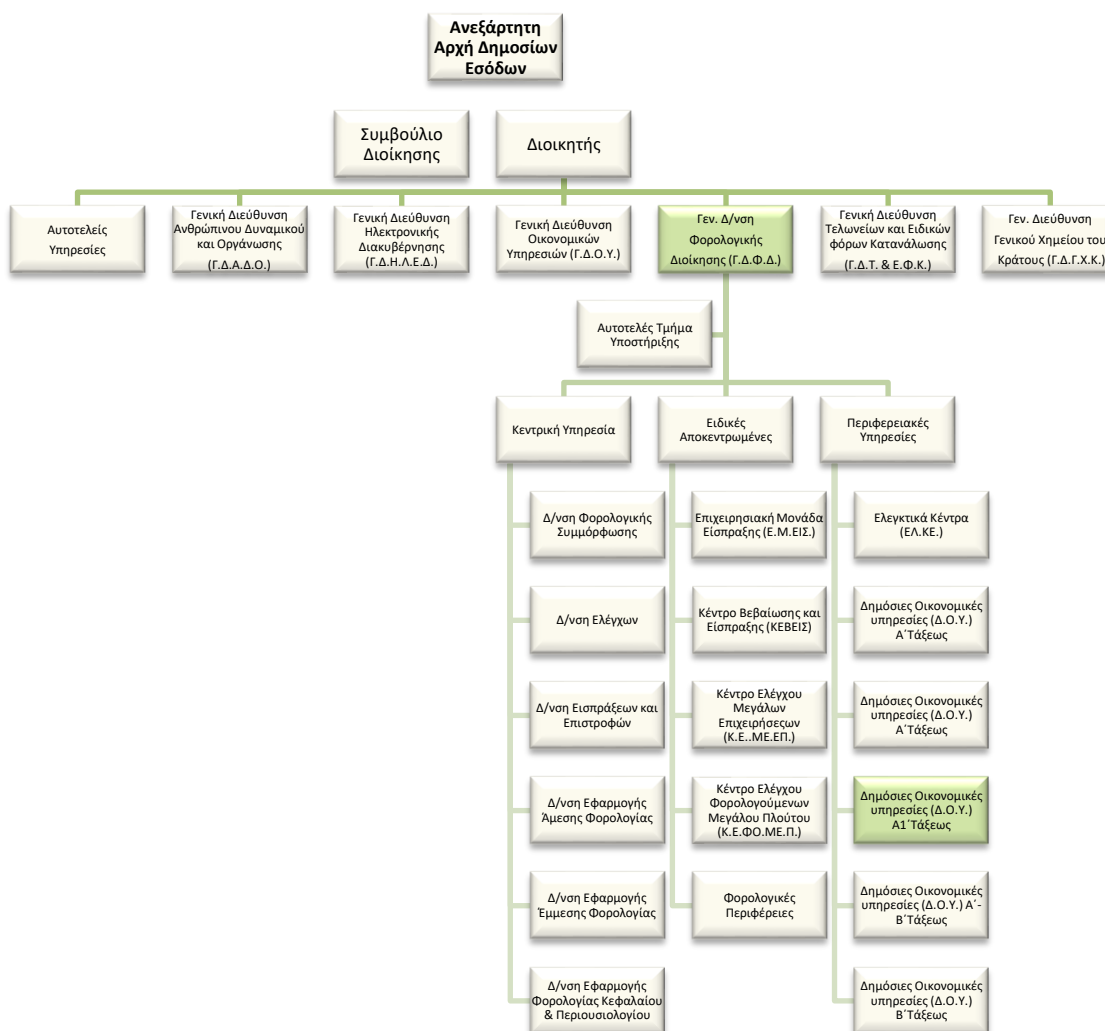 Ανεξάρτητη
Αρχή Δημοσίων
Εσόδων
Συμβούλιο
Διοίκησης
Διοικητής
Αυτοτελείς
Υπηρεσίες
Γενική Διεύθυνση
Ανθρώπινου Δυναμικού
και Οργάνωσης
(Γ.Δ.Α.Δ.Ο.)
Γενική Διεύθυνση
Ηλεκτρονικής
Διακυβέρνησης
(Γ.Δ.Η.Λ.Ε.Δ.)
Γενική Διεύθυνση
Οικονομικών
Υπηρεσιών (Γ.Δ.Ο.Υ.)
Γεν. Δ/νση
Φορολογικής
Διοίκησης (Γ.Δ.Φ.Δ.)
Γενική Διεύθυνση
Τελωνείων και Ειδικών
φόρων Κατανάλωσης
(Γ.Δ.Τ. & Ε.Φ.Κ.)
Γεν. Διεύθυνση
Γενικού Χημείου του
Κράτους (Γ.Δ.Γ.Χ.Κ.)
Αυτοτελές Τμήμα
Υποστήριξης
Κεντρική Υπηρεσία
Δ/νση Φορολογικής
Συμμόρφωσης
Δ/νση Ελέγχων
Δ/νση Εισπράξεων και
Επιστροφών
Δ/νση Εφαρμογής
Άμεσης Φορολογίας
Δ/νση Εφαρμογής
Έμμεσης Φορολογίας
Δ/νση Εφαρμογής
Φορολογίας Κεφαλαίου
& Περιουσιολογίου
Ειδικές
Αποκεντρωμένες
Επιχειρησιακή Μονάδα
Είσπραξης (Ε.Μ.ΕΙΣ.)
Κέντρο Βεβαίωσης και
Είσπραξης (ΚΕΒΕΙΣ)
Κέντρο Ελέγχου
Μεγάλων
Επιχειρήσεςων
(Κ.Ε..ΜΕ.ΕΠ.)
Κέντρο Ελέγχου
Φορολογούμενων
Μεγάλου Πλούτου
(Κ.Ε.ΦΟ.ΜΕ.Π.)
Φορολογικές
Περιφέρειες
Περιφερειακές
Υπηρεσίες
Ελεγκτικά Κέντρα
(ΕΛ.ΚΕ.)
Δημόσιες Οικονομικές
υπηρεσίες (Δ.Ο.Υ.)
Α΄Τάξεως
Δημόσιες Οικονομικές
υπηρεσίες (Δ.Ο.Υ.)
Α΄Τάξεως
Δημόσιες Οικονομικές
υπηρεσίες (Δ.Ο.Υ.)
Α1΄Τάξεως
Δημόσιες Οικονομικές
υπηρεσίες (Δ.Ο.Υ.) Α΄-
Β΄Τάξεως
Δημόσιες Οικονομικές
υπηρεσίες (Δ.Ο.Υ.)
Β΄Τάξεως